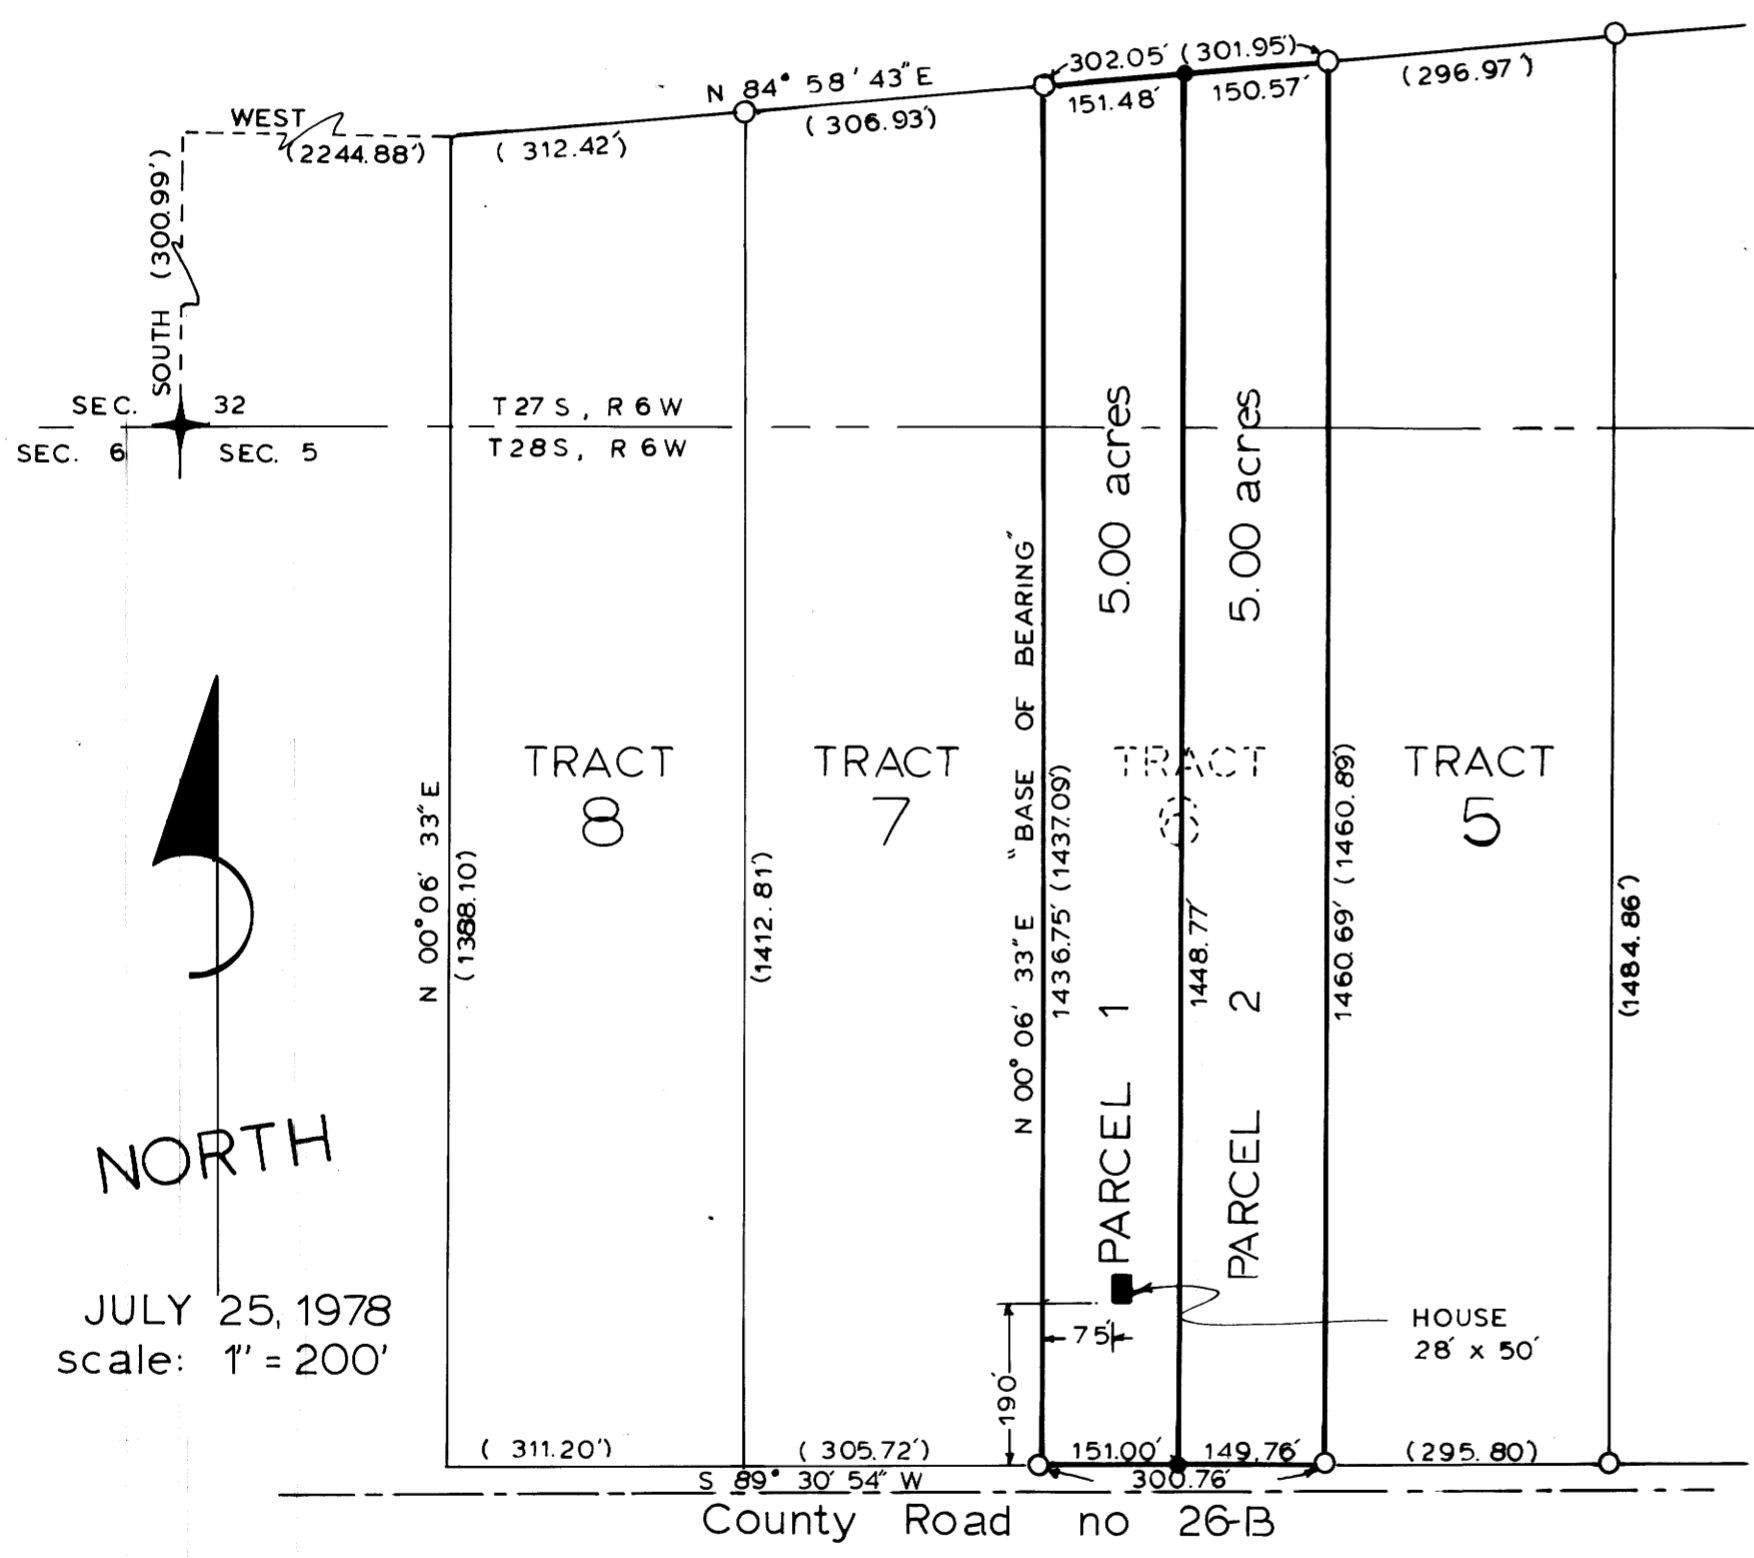 302.05' (301.95')
N 84° 58' 43" E
151.48'
150.57'
(296.97')
WEST
(2244.88')
(312.42')
(306.93')
SOUTH (300.99')
SEC. 32
T27S, R6W
SEC. 6
SEC. 5
T28S, R6W
5.00 acres
5.00 acres
N 00° 06' 33" E "BASE OF BEARING"
TRACT
8
TRACT
7
TRACT
6
TRACT
5
N 00° 06' 33" E
(1388.10')
(1412.81')
1436.75' (1437.09')
1448.77'
1460.69' (1460.89')
(1484.86')
PARCEL 1
PARCEL 2
NORTH
JULY 25, 1978
scale: 1" = 200'
HOUSE
28' x 50'
75'
190'
(311.20')
(305.72')
151.00'
149.76'
(295.80')
S 89° 30' 54" W
300.76'
County Road no 26-B